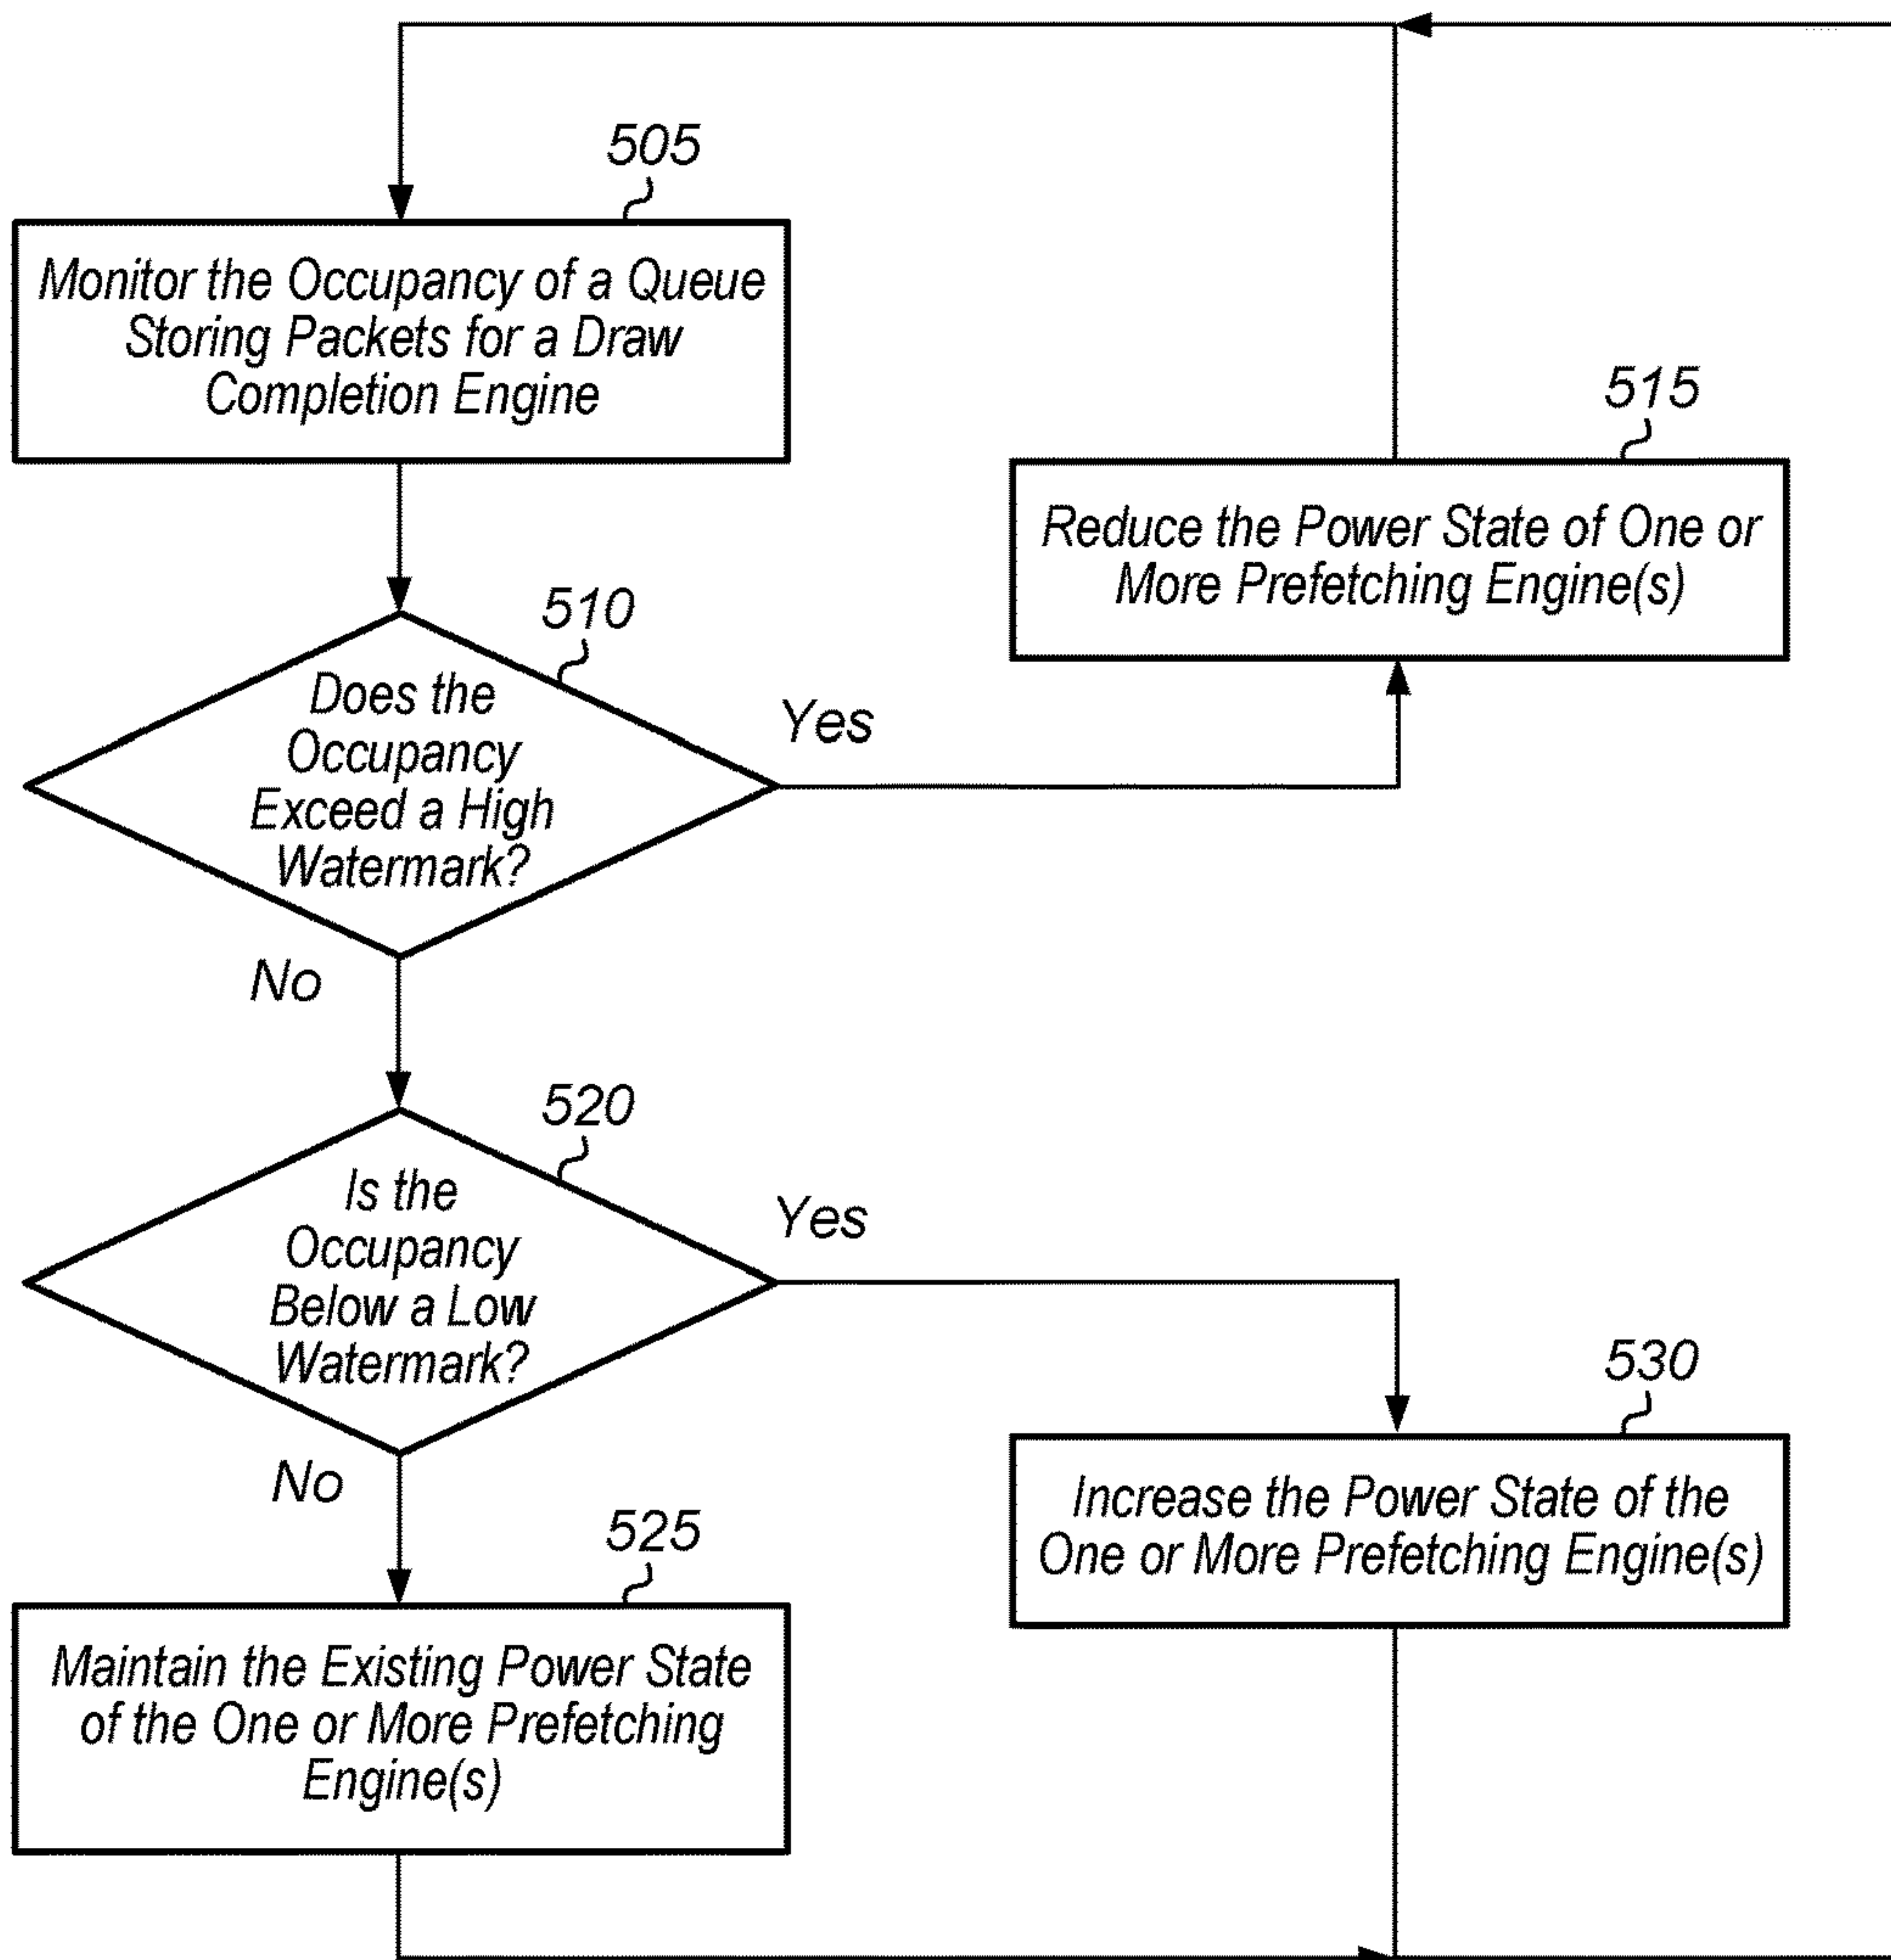 505
Monitor the Occupancy of a Queue
Storing Packets for a Draw
Completion Engine
515
Reduce the Power State of One or
More Prefetching Engine(s)
510
Does the
Occupancy
Exceed a High
Watermark?
Yes
No
520
Is the
Occupancy
Below a Low
Watermark?
Yes
No
530
Increase the Power State of the
One or More Prefetching Engine(s)
525
Maintain the Existing Power State
of the One or More Prefetching
Engine(s)